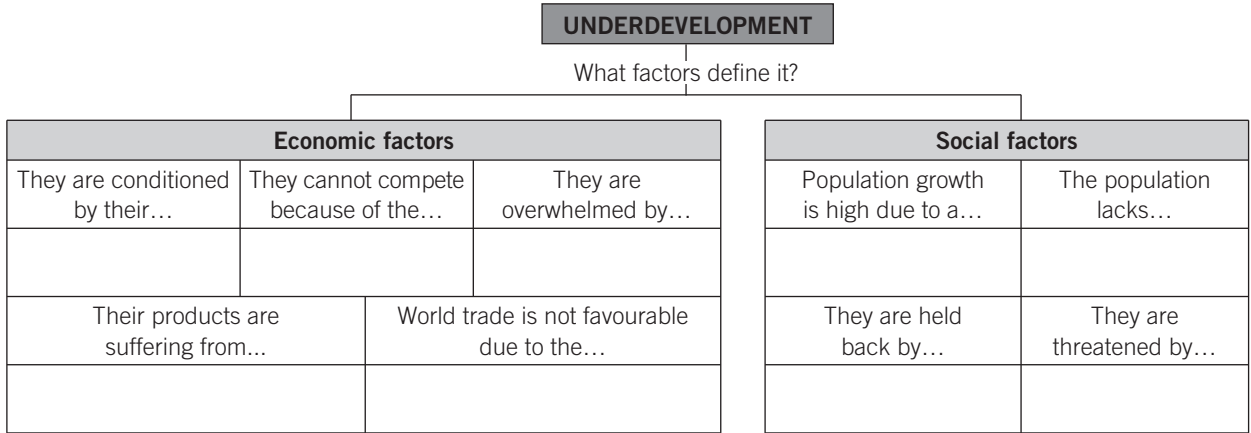 UNDERDEVELOPMENT
What factors define it?
Economic factors
They are conditioned
by their…
They cannot compete
because of the…
They are
overwhelmed by…
Their products are
suffering from...
World trade is not favourable
due to the…
Social factors
Population growth
is high due to a…
The population
lacks…
They are held
back by…
They are
threatened by…